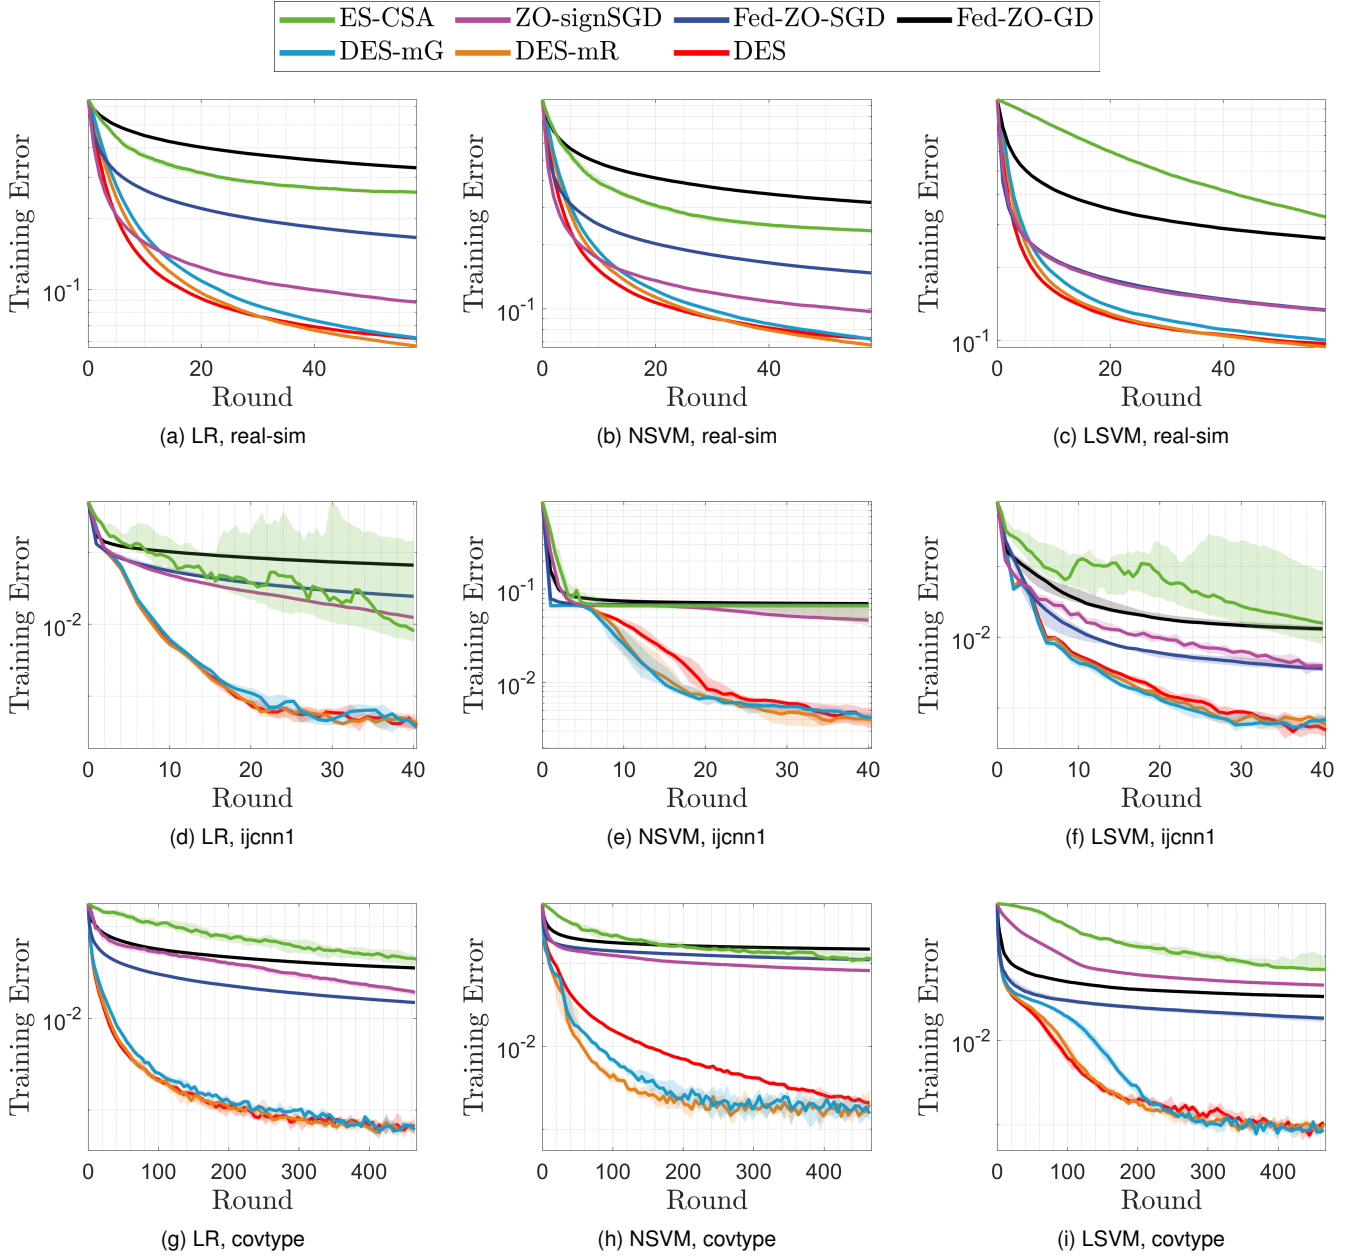 ES-CSA ZO-signSGD Fed-ZO-SGD Fed-ZO-GD
DES-mG DES-mR DES
Training Error Training Error Training Error
10-1 10-1 10-1
0 20 40 0 20 40 0 20 40
Round Round Round
(a) LR, real-sim (b) NSVM, real-sim (c) LSVM, real-sim
Training Error Training Error Training Error
10-2 10-1 10-2 10-2
0 10 20 30 40 0 10 20 30 40 0 10 20 30 40
Round Round Round
(d) LR, ijcnn1 (e) NSVM, ijcnn1 (f) LSVM, ijcnn1
Training Error Training Error Training Error
10-2 10-2 10-2
0 100 200 300 400 0 100 200 300 400 0 100 200 300 400
Round Round Round
(g) LR, covtype (h) NSVM, covtype (i) LSVM, covtype